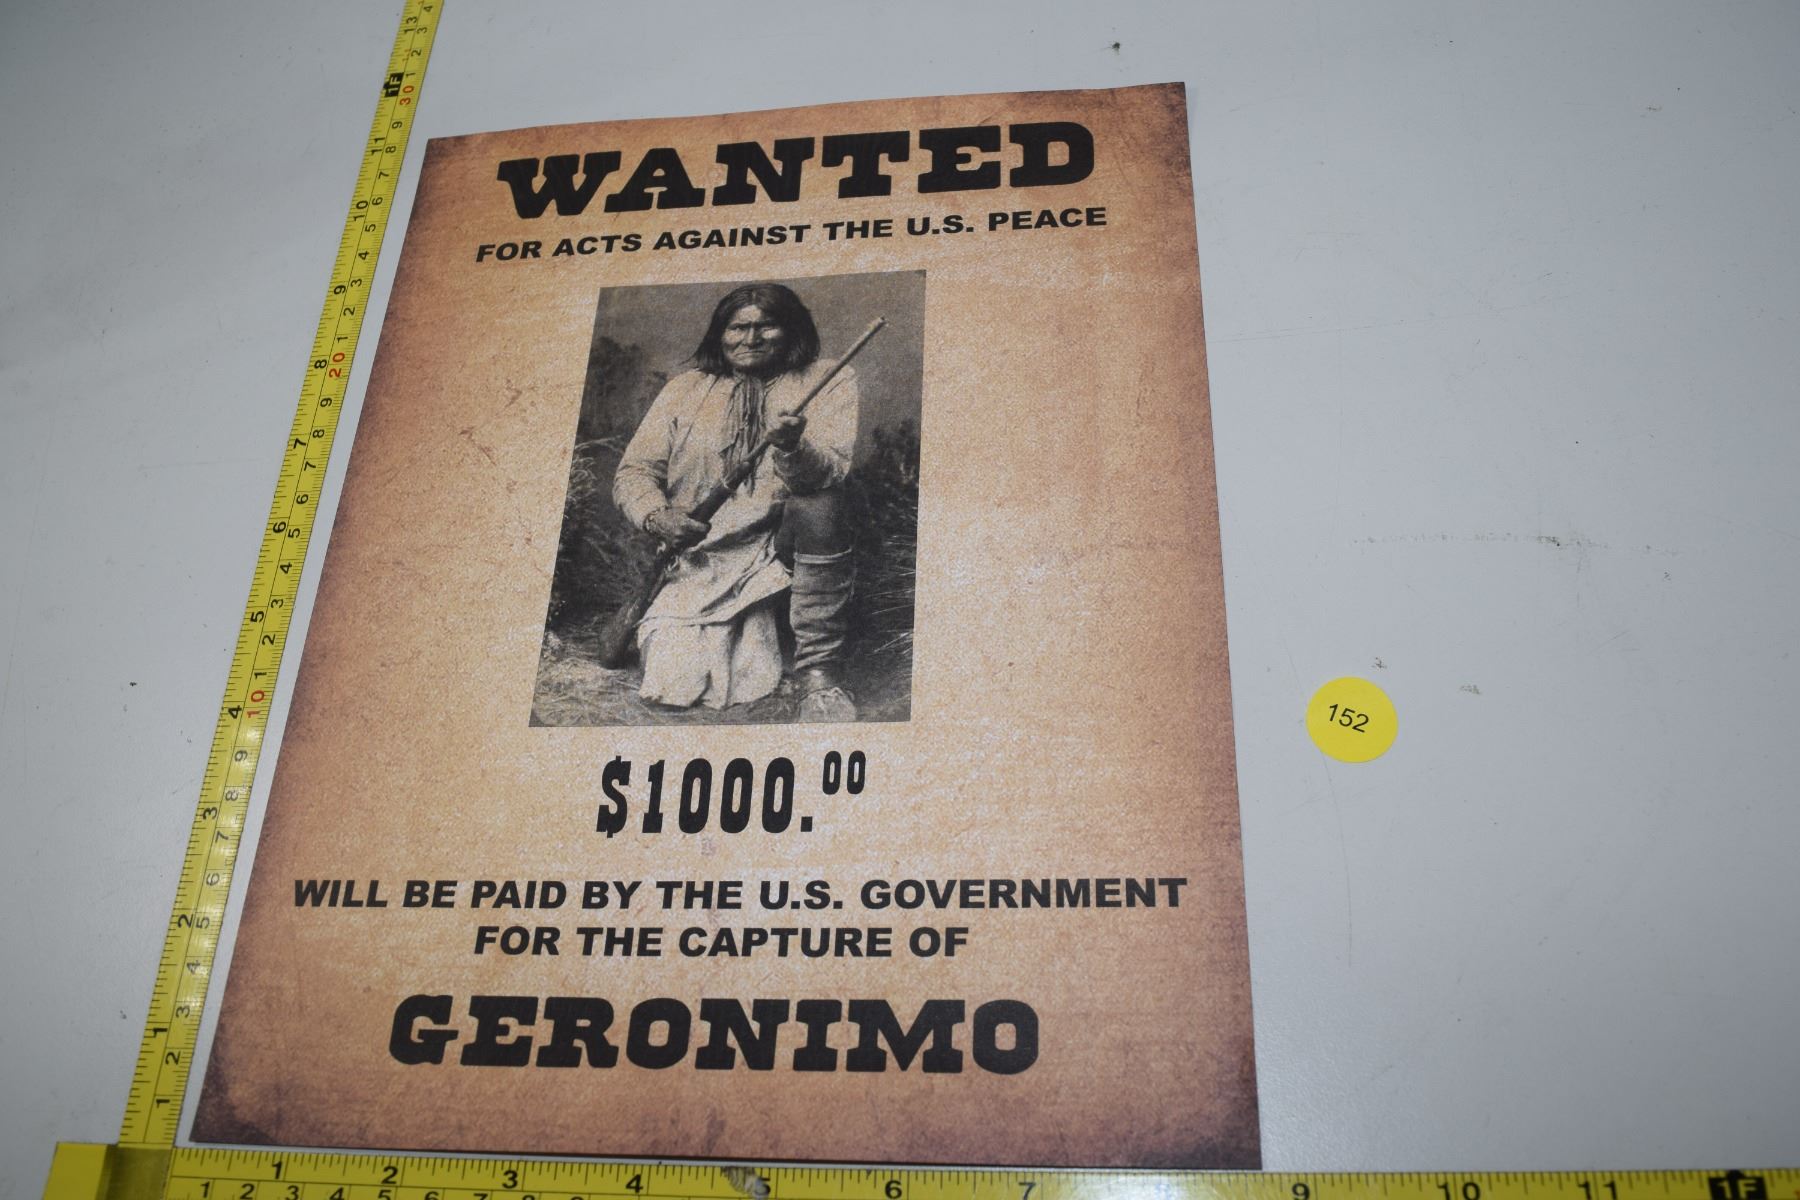 WANTED
FOR ACTS AGAINST THE U.S. PEACE
$1000.00
WILL BE PAID BY THE U.S. GOVERNMENT
FOR THE CAPTURE OF
GERONIMO
152